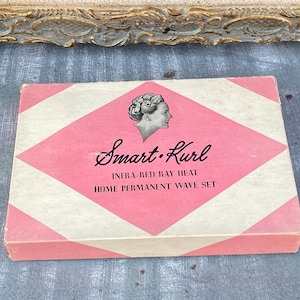 Smart • Kurl
INFRA-RED RAY HEAT
HOME PERMANENT WAVE SET